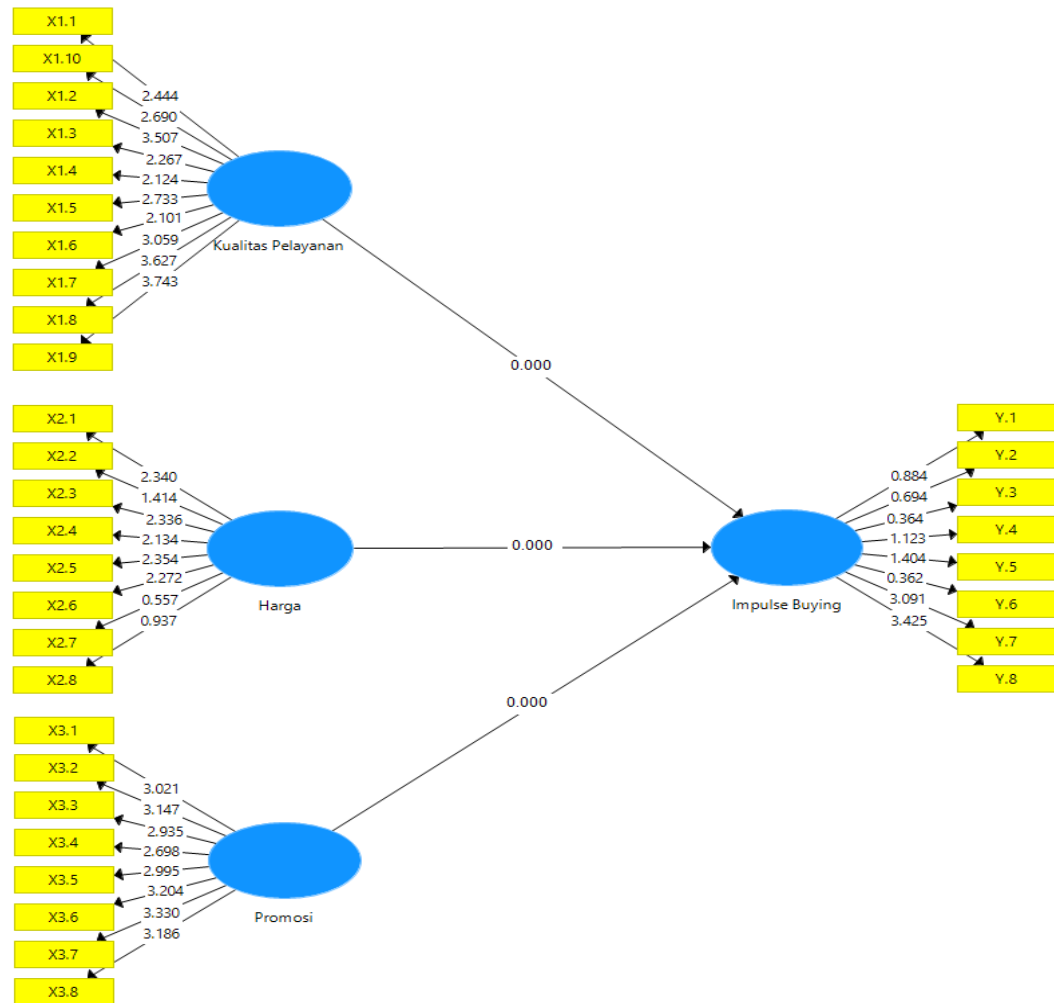 X1.1
X1.10
X1.2
X1.3
X1.4
X1.5
X1.6
X1.7
X1.8
X1.9
2.444
2.690
3.507
2.267
2.124
2.733
2.101
3.059
3.627
3.743
Kualitas Pelayanan
0.000
X2.1
X2.2
X2.3
X2.4
X2.5
X2.6
X2.7
X2.8
2.340
1.414
2.336
2.134
2.354
2.272
0.557
0.937
Harga
0.000
X3.1
X3.2
X3.3
X3.4
X3.5
X3.6
X3.7
X3.8
3.021
3.147
2.935
2.698
2.995
3.204
3.330
3.186
Promosi
0.000
Impulse Buying
0.884
0.694
0.364
1.123
1.404
0.362
3.091
3.425
Y.1
Y.2
Y.3
Y.4
Y.5
Y.6
Y.7
Y.8